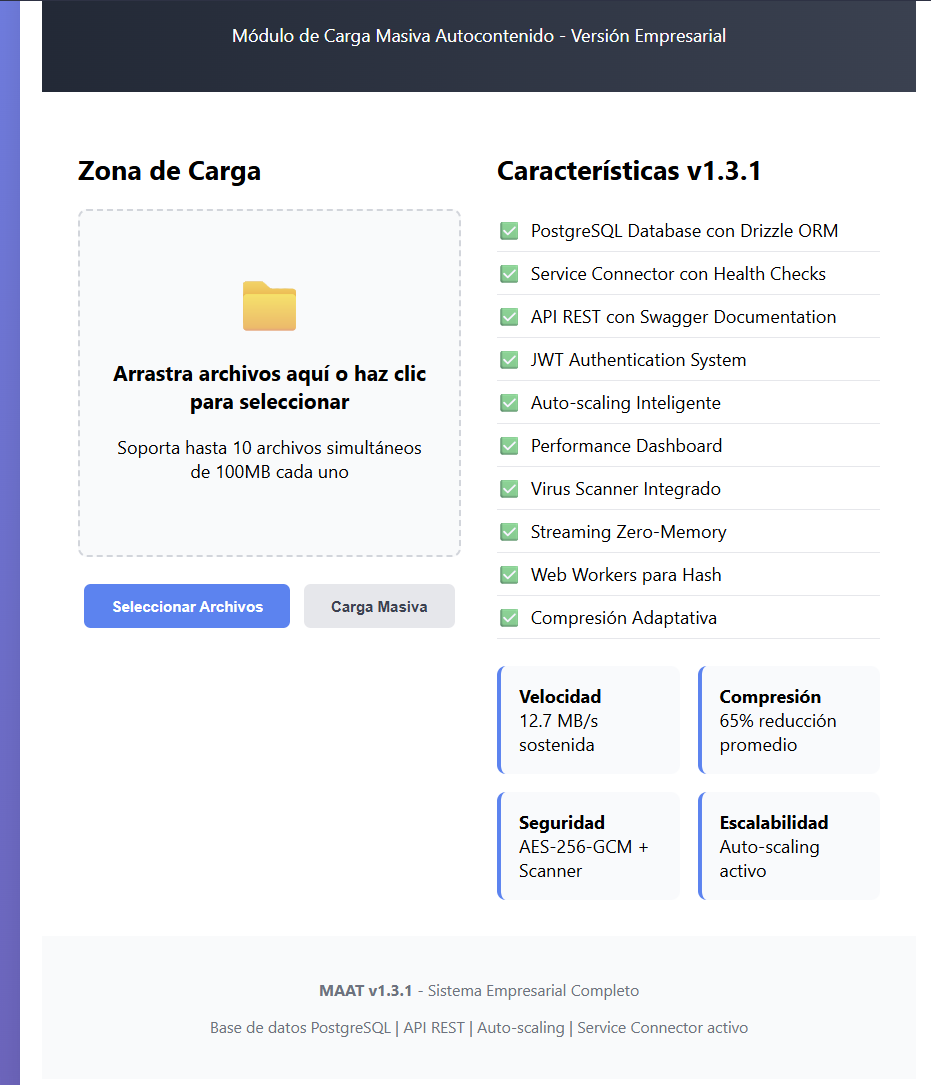 Módulo de Carga Masiva Autocontenido - Versión Empresarial
Zona de Carga
Arrastra archivos aquí o haz clic
para seleccionar
Soporta hasta 10 archivos simultáneos
de 100MB cada uno
Seleccionar Archivos
Carga Masiva
Características v1.3.1
PostgreSQL Database con Drizzle ORM
Service Connector con Health Checks
API REST con Swagger Documentation
JWT Authentication System
Auto-scaling Inteligente
Performance Dashboard
Virus Scanner Integrado
Streaming Zero-Memory
Web Workers para Hash
Compresión Adaptativa
Velocidad
12.7 MB/s
sostenida
Compresión
65% reducción
promedio
Seguridad
AES-256-GCM +
Scanner
Escalabilidad
Auto-scaling
activo
MAAT v1.3.1 - Sistema Empresarial Completo
Base de datos PostgreSQL | API REST | Auto-scaling | Service Connector activo